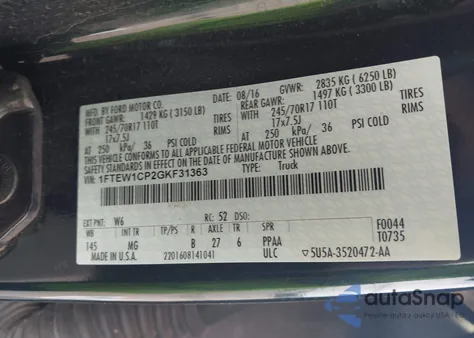 MFD. BY FORD MOTOR CO.
DATE: 08/16 GVWR: 2835 KG ( 6250 LB)
FRONT GAWR: 1429 KG ( 3150 LB) REAR GAWR: 1497 KG ( 3300 LB)
WITH 245/70R17 110T TIRES WITH 245/70R17 110T TIRES
17x7.5J RIMS 17x7.5J RIMS
AT 250 kPa/ 36 PSI COLD AT 250 kPa/ 36 PSI COLD
THIS VEHICLE CONFORMS TO ALL APPLICABLE FEDERAL MOTOR VEHICLE
SAFETY STANDARDS IN EFFECT ON THE DATE OF MANUFACTURE SHOWN ABOVE.
VIN: 1FTEW1CP2GKF31363 TYPE: Truck
EXT PNT: W6 RC: 52 DSO:
WB INT TR TP/PS R AXLE TR SPR F0044
145 MG B 27 6 PPAA T0735
MADE IN U.S.A. 2201608141041 ULC ▽5U5A-3520472-AA
autoSnap